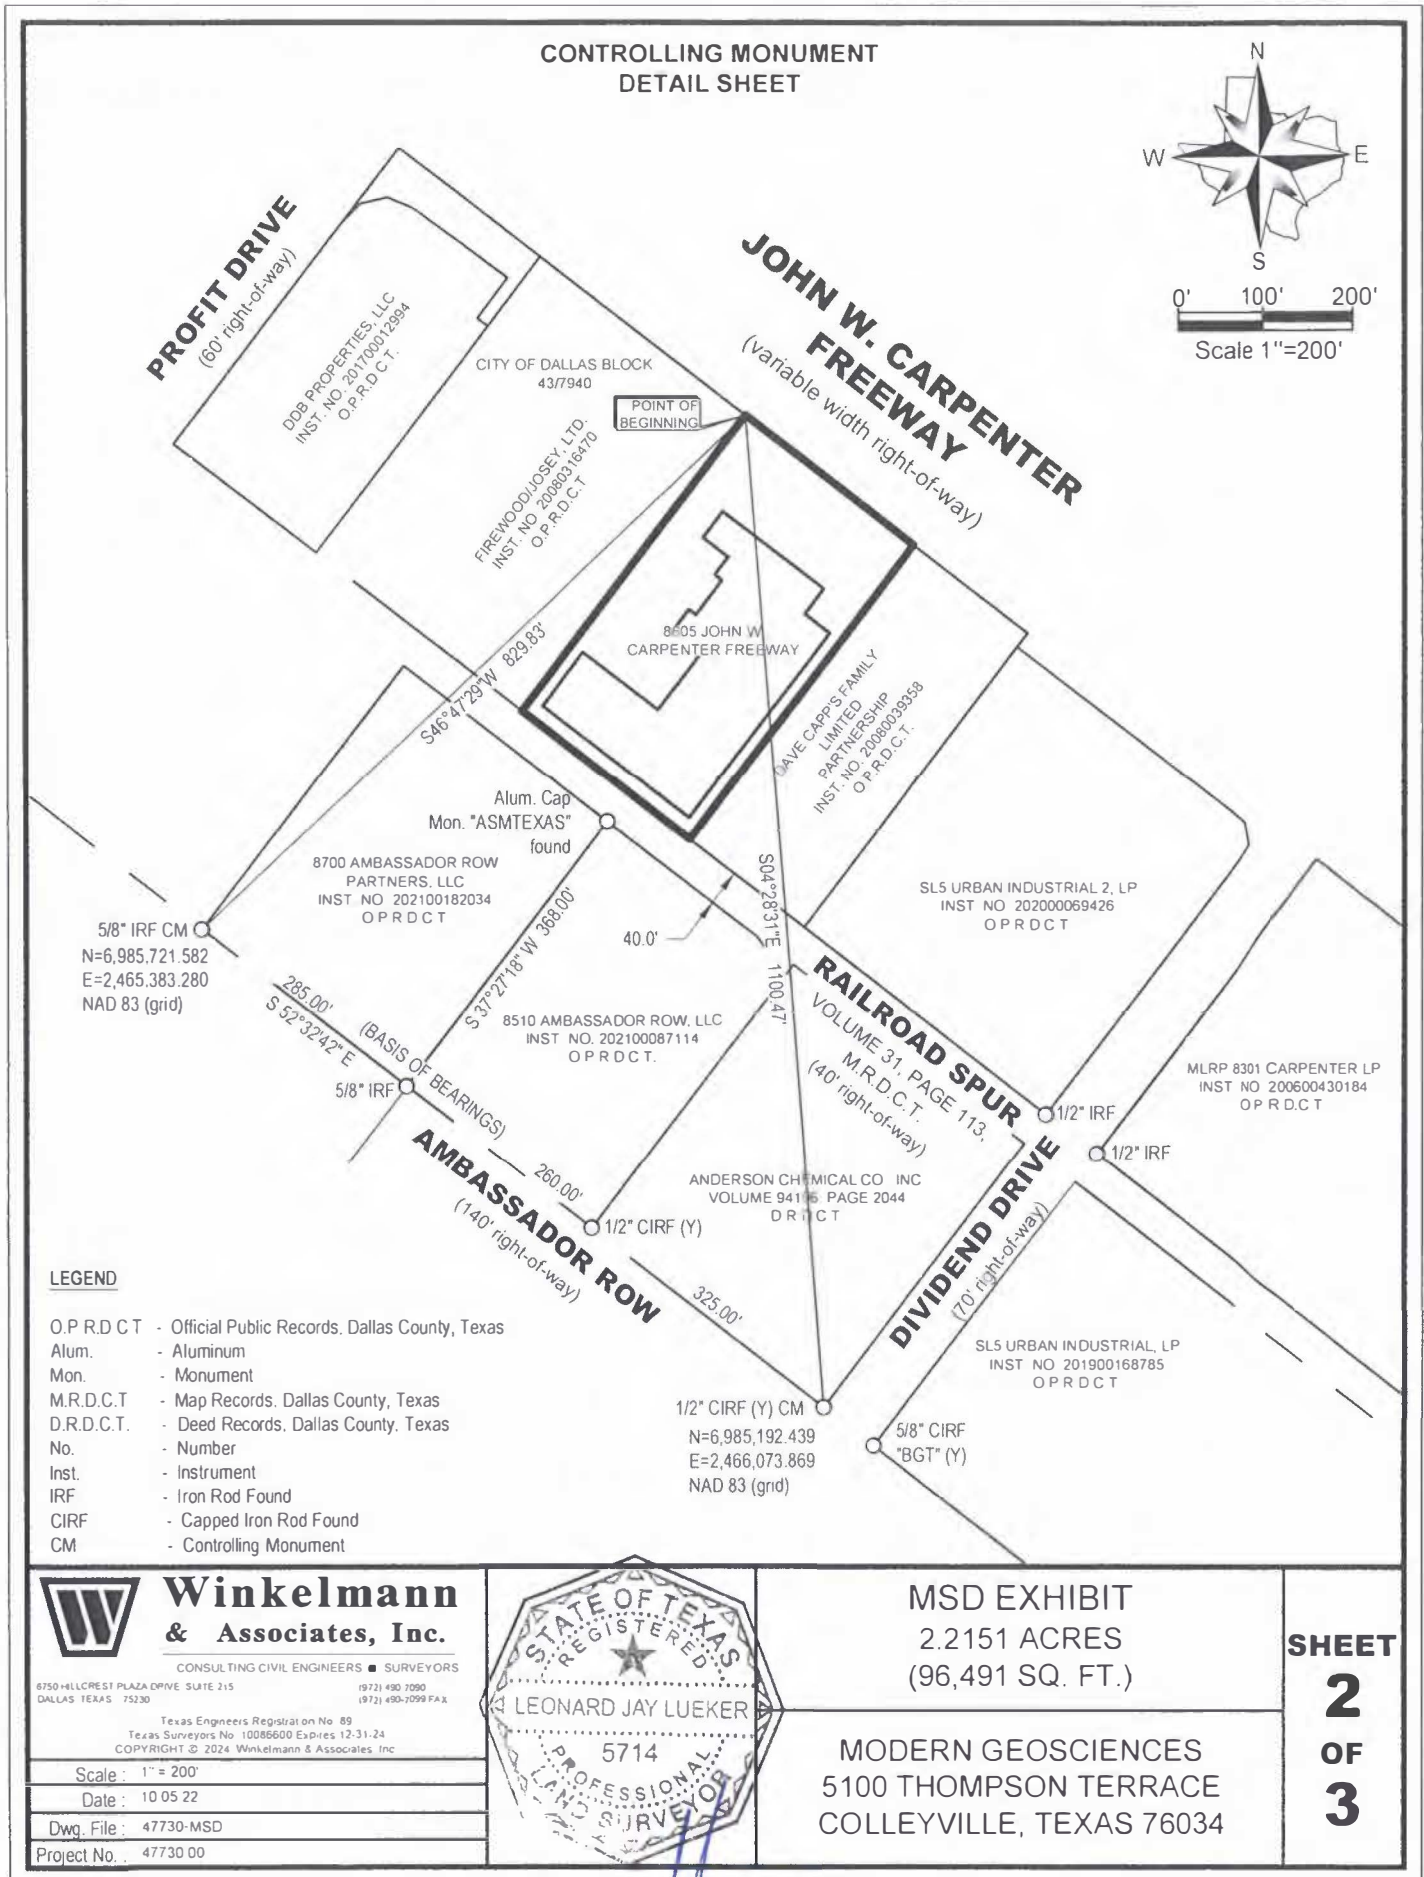 CONTROLLING MONUMENT
DETAIL SHEET
N
W
E
S
0' 100' 200'
Scale 1"=200'
PROFIT DRIVE
(60' right-of-way)
JOHN W. CARPENTER
FREEWAY
(variable width right-of-way)
DDB PROPERTIES, LLC
INST. NO. 201700012994
O.P.R.D.C.T.
CITY OF DALLAS BLOCK
43/7940
POINT OF
BEGINNING
FIREWOOD/JOSEY, LTD.
INST. NO 20080316470
O.P.R.D.C.T
8605 JOHN W
CARPENTER FREEWAY
S46°47'29"W 829.83'
DAVE CAPP'S FAMILY
LIMITED
PARTNERSHIP
INST. NO. 20080039358
O.P.R.D.C.T.
Alum. Cap
Mon. "ASMTEXAS"
found
8700 AMBASSADOR ROW
PARTNERS, LLC
INST NO 202100182034
O P R D C T
S04°28'31"E 1100.47'
SL5 URBAN INDUSTRIAL 2, LP
INST NO 202000069426
O P R D C T
5/8" IRF CM
N=6,985,721.582
E=2,465.383.280
NAD 83 (grid)
S 37°27'18" W 368.00'
40.0'
285.00'
S 52°32'42" E
(BASIS OF BEARINGS)
8510 AMBASSADOR ROW, LLC
INST NO. 202100087114
O P R D C T.
RAILROAD SPUR
VOLUME 31, PAGE 113,
M.R.D.C.T.
(40' right-of-way)
MLRP 8301 CARPENTER LP
INST NO 200600430184
O P R D.C T
5/8" IRF
1/2" IRF
1/2" IRF
AMBASSADOR ROW
(140' right-of-way)
260.00'
ANDERSON CHEMICAL CO INC
VOLUME PAGE 2044
1/2" CIRF (Y)
DIVIDEND DRIVE
(70' right-of-way)
325.00'
SL5 URBAN INDUSTRIAL, LP
INST NO 201900168785
O P R D C T
1/2" CIRF (Y) CM
N=6,985,192.439
E=2,466,073.869
NAD 83 (grid)
5/8" CIRF
"BGT" (Y)
LEGEND
O.P R.D C T - Official Public Records. Dallas County, Texas
Alum. - Aluminum
Mon. - Monument
M.R.D.C.T - Map Records. Dallas County, Texas
D.R.D.C.T. - Deed Records, Dallas County, Texas
No. - Number
Inst. - Instrument
IRF - Iron Rod Found
CIRF - Capped Iron Rod Found
CM - Controlling Monument
W
Winkelmann
& Associates, Inc.
CONSULTING CIVIL ENGINEERS ■ SURVEYORS
6750 HILLCREST PLAZA DRIVE SUITE 215 (972) 490 7090
DALLAS TEXAS 75230 (972) 490-7099 FAX
Texas Engineers Registration No 89
Texas Surveyors No 10086600 Expires 12-31-24
COPYRIGHT © 2024 Winkelmann & Associates Inc
Scale : 1" = 200'
Date : 10 05 22
Dwg. File : 47730-MSD
Project No. . 47730 00
STATE OF TEXAS
REGISTERED
LEONARD JAY LUEKER
5714
PROFESSIONAL
LAND SURVEYOR
MSD EXHIBIT
2.2151 ACRES
(96,491 SQ. FT.)
MODERN GEOSCIENCES
5100 THOMPSON TERRACE
COLLEYVILLE, TEXAS 76034
SHEET
2
OF
3